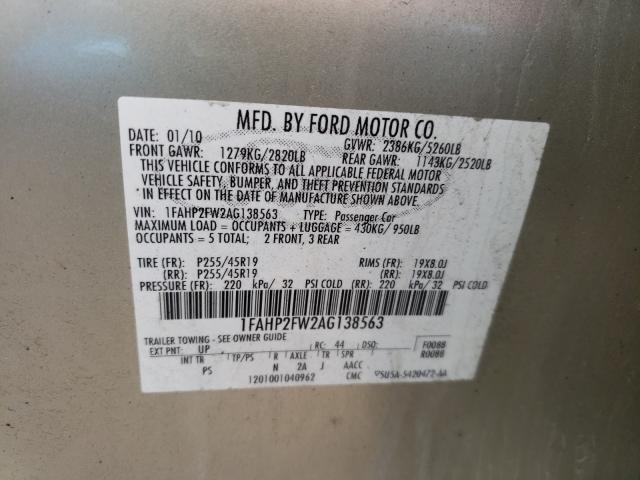 MFD. BY FORD MOTOR CO.
DATE: 01/10 GVWR: 2386KG/5260LB
FRONT GAWR: 1279KG/2820LB REAR GAWR: 1143KG/2520LB
THIS VEHICLE CONFORMS TO ALL APPLICABLE FEDERAL MOTOR
VEHICLE SAFETY, BUMPER, AND THEFT PREVENTION STANDARDS
IN EFFECT ON THE DATE OF MANUFACTURE SHOWN ABOVE.
VIN: 1FAHP2FW2AG138563 TYPE: Passenger Car
MAXIMUM LOAD = OCCUPANTS + LUGGAGE = 430KG/ 950LB
OCCUPANTS = 5 TOTAL; 2 FRONT, 3 REAR
TIRE (FR): P255/45R19 RIMS (FR): 19X8.0J
(RR): P255/45R19 (RR): 19X8.0J
PRESSURE (FR): 220 kPa/ 32 PSI COLD (RR): 220 kPa/ 32 PSI COLD
1FAHP2FW2AG138563
TRAILER TOWING - SEE OWNER GUIDE
EXT PNT: UP RC: 44 DSO: F0088
R0088
INT TR TP/PS R AXLE TR SPR
PS N 2A J AACC
1201001040962 CMC 5U5A-5420472-AA